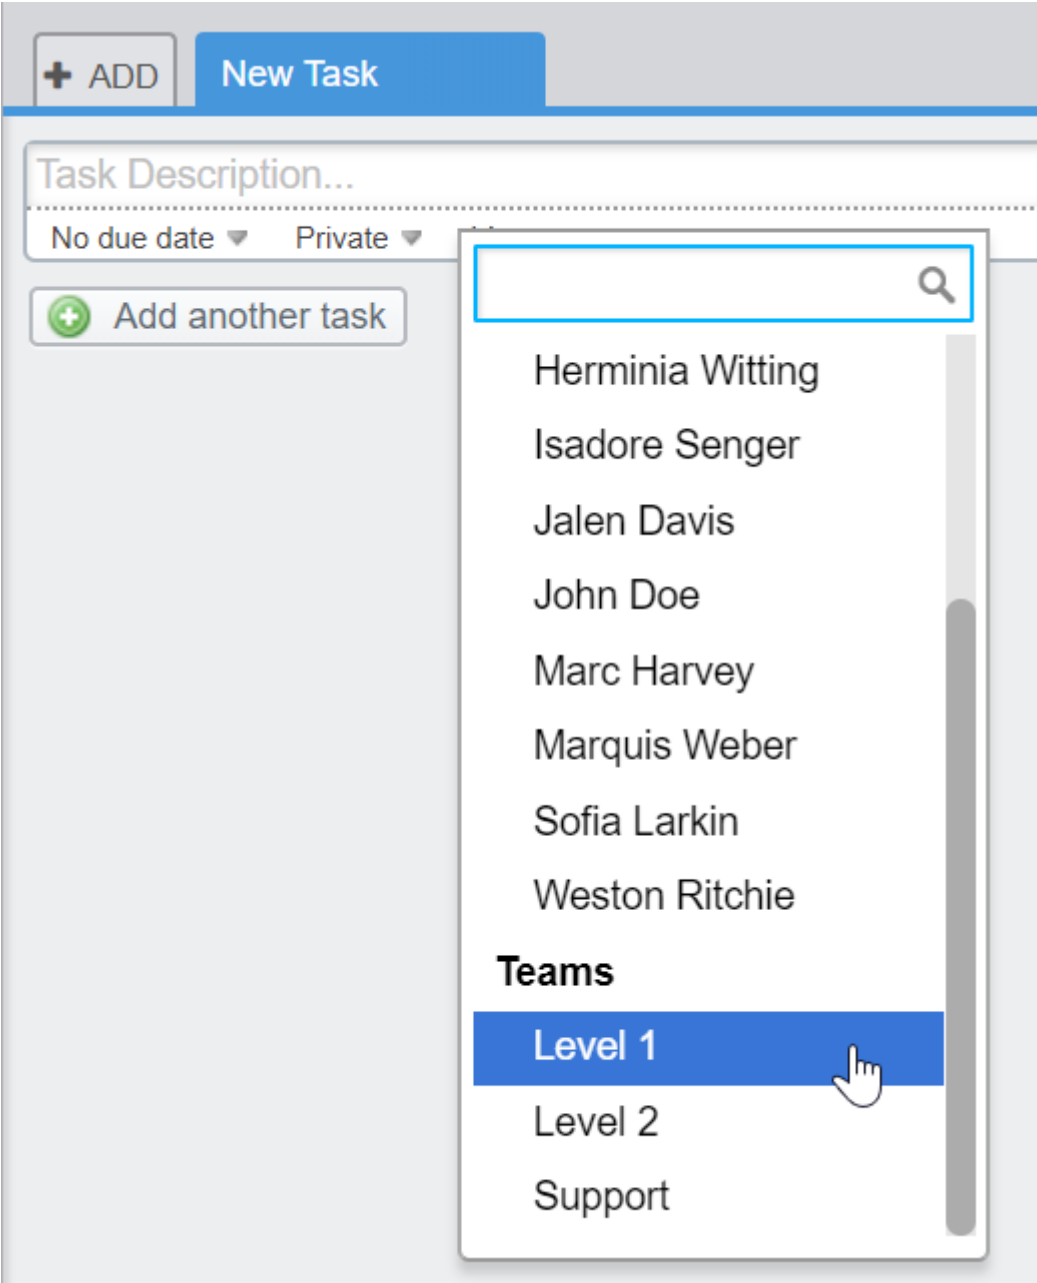 ADD
New Task
Task Description...
No due date Private
Add another task
Herminia Witting
Isadore Senger
Jalen Davis
John Doe
Marc Harvey
Marquis Weber
Sofia Larkin
Weston Ritchie
Teams
Level 1
Level 2
Support